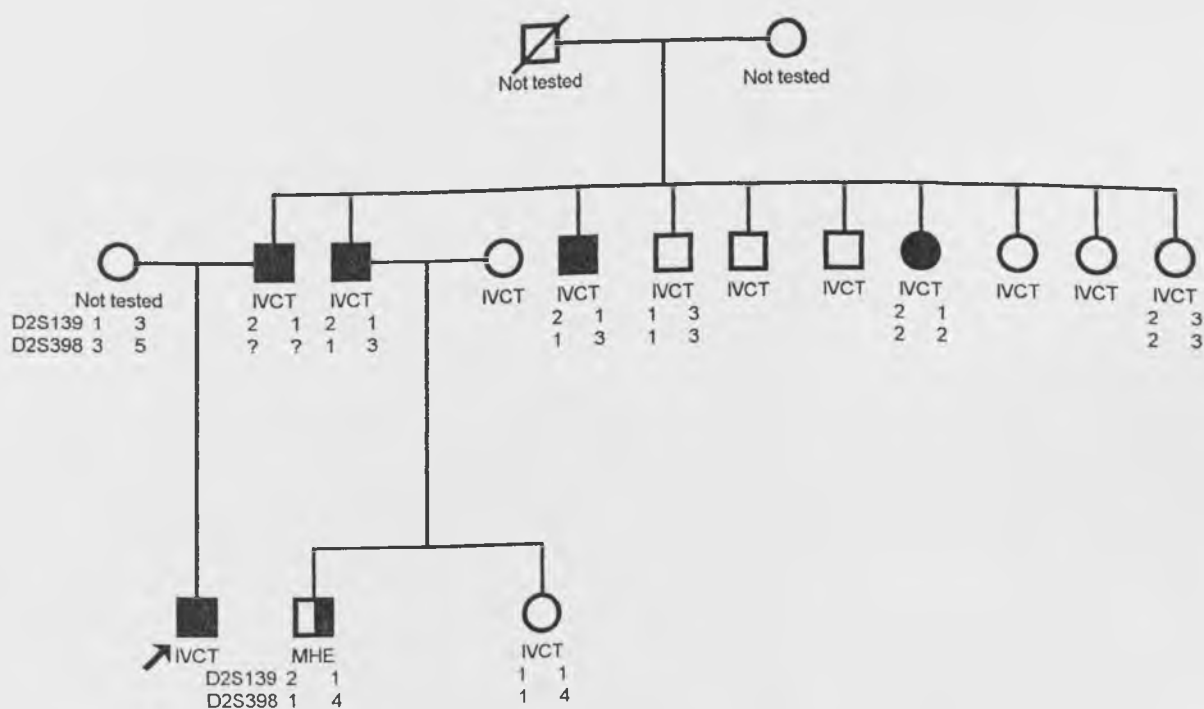 Not tested
Not tested
Not tested IVCT IVCT IVCT IVCT IVCT IVCT IVCT IVCT IVCT IVCT IVCT
D2S139 1 3 2 1 2 1 2 1 1 3 2 1 2 3
D2S398 3 5 ? ? 1 3 1 3 1 3 2 2 2 3
IVCT MHE IVCT
D2S139 2 1 1 1
D2S398 1 4 1 4